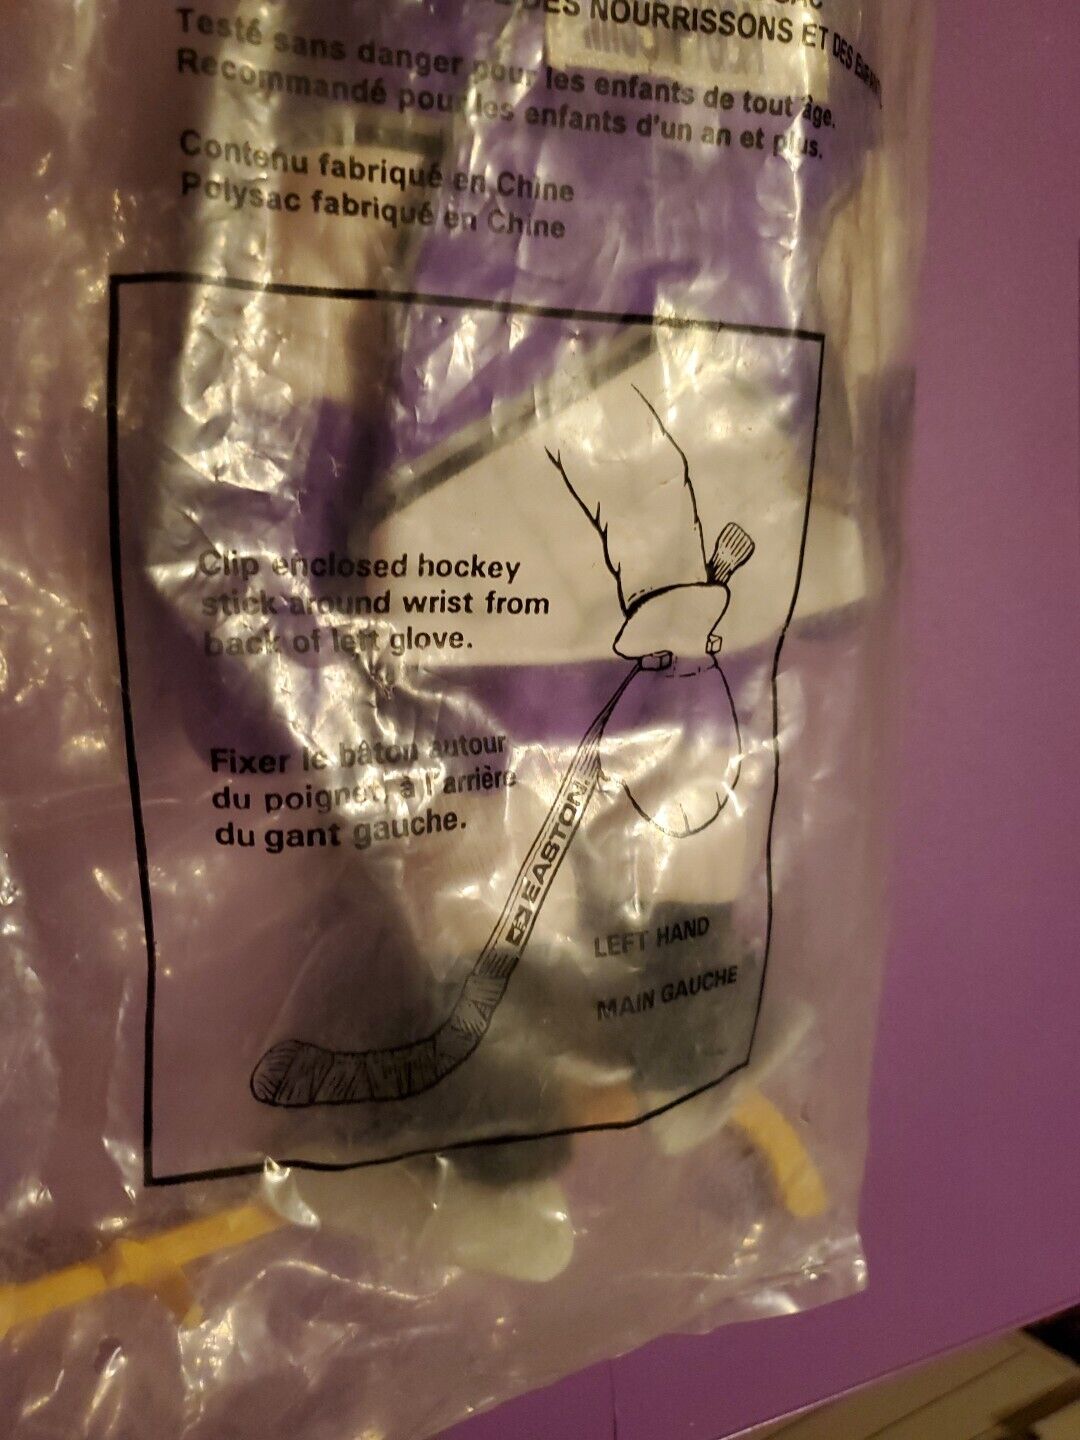 DES NOURRISSONS ET DES
Testé sans danger pour les enfants de tout âge.
Recommandé pour les enfants d'un an et plus.
Contenu fabriqué en Chine
Polysac fabriqué en Chine
Clip enclosed hockey
stick around wrist from
back of left glove.
Fixer le bâton autour
du poignet, à l'arrière
du gant gauche.
EASTON
LEFT HAND
MAIN GAUCHE